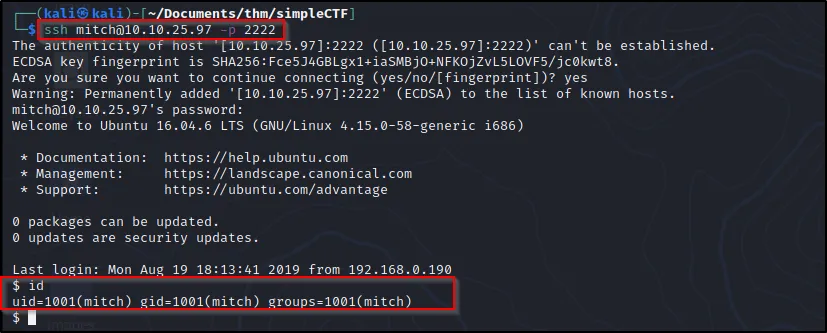 ┌──(kali㉿kali)-[~/Documents/thm/simpleCTF]
└─$ ssh mitch@10.10.25.97 -p 2222
The authenticity of host '[10.10.25.97]:2222 ([10.10.25.97]:2222)' can't be established.
ECDSA key fingerprint is SHA256:Fce5J4GBLgx1+iaSMBjO+NFKOjZvL5LOVF5/jc0kwt8.
Are you sure you want to continue connecting (yes/no/[fingerprint])? yes
Warning: Permanently added '[10.10.25.97]:2222' (ECDSA) to the list of known hosts.
mitch@10.10.25.97's password:
Welcome to Ubuntu 16.04.6 LTS (GNU/Linux 4.15.0-58-generic i686)
* Documentation:  https://help.ubuntu.com
* Management:     https://landscape.canonical.com
* Support:        https://ubuntu.com/advantage
0 packages can be updated.
0 updates are security updates.
Last login: Mon Aug 19 18:13:41 2019 from 192.168.0.190
$ id
uid=1001(mitch) gid=1001(mitch) groups=1001(mitch)
$